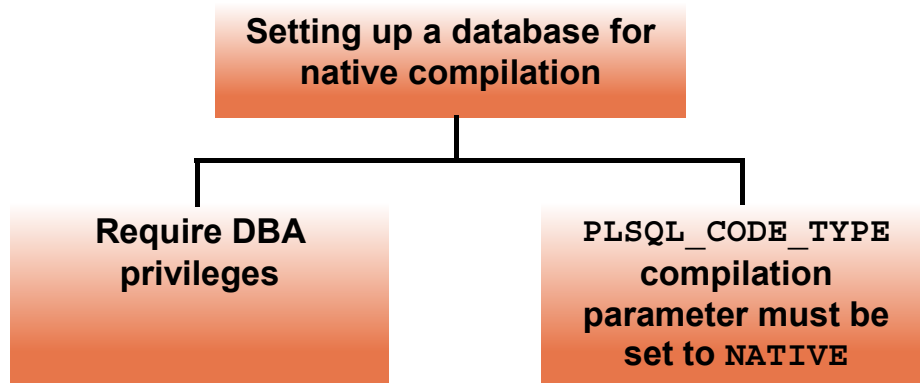 Setting up a database for
native compilation
Require DBA
privileges
PLSQL_CODE_TYPE
compilation
parameter must be
set to NATIVE